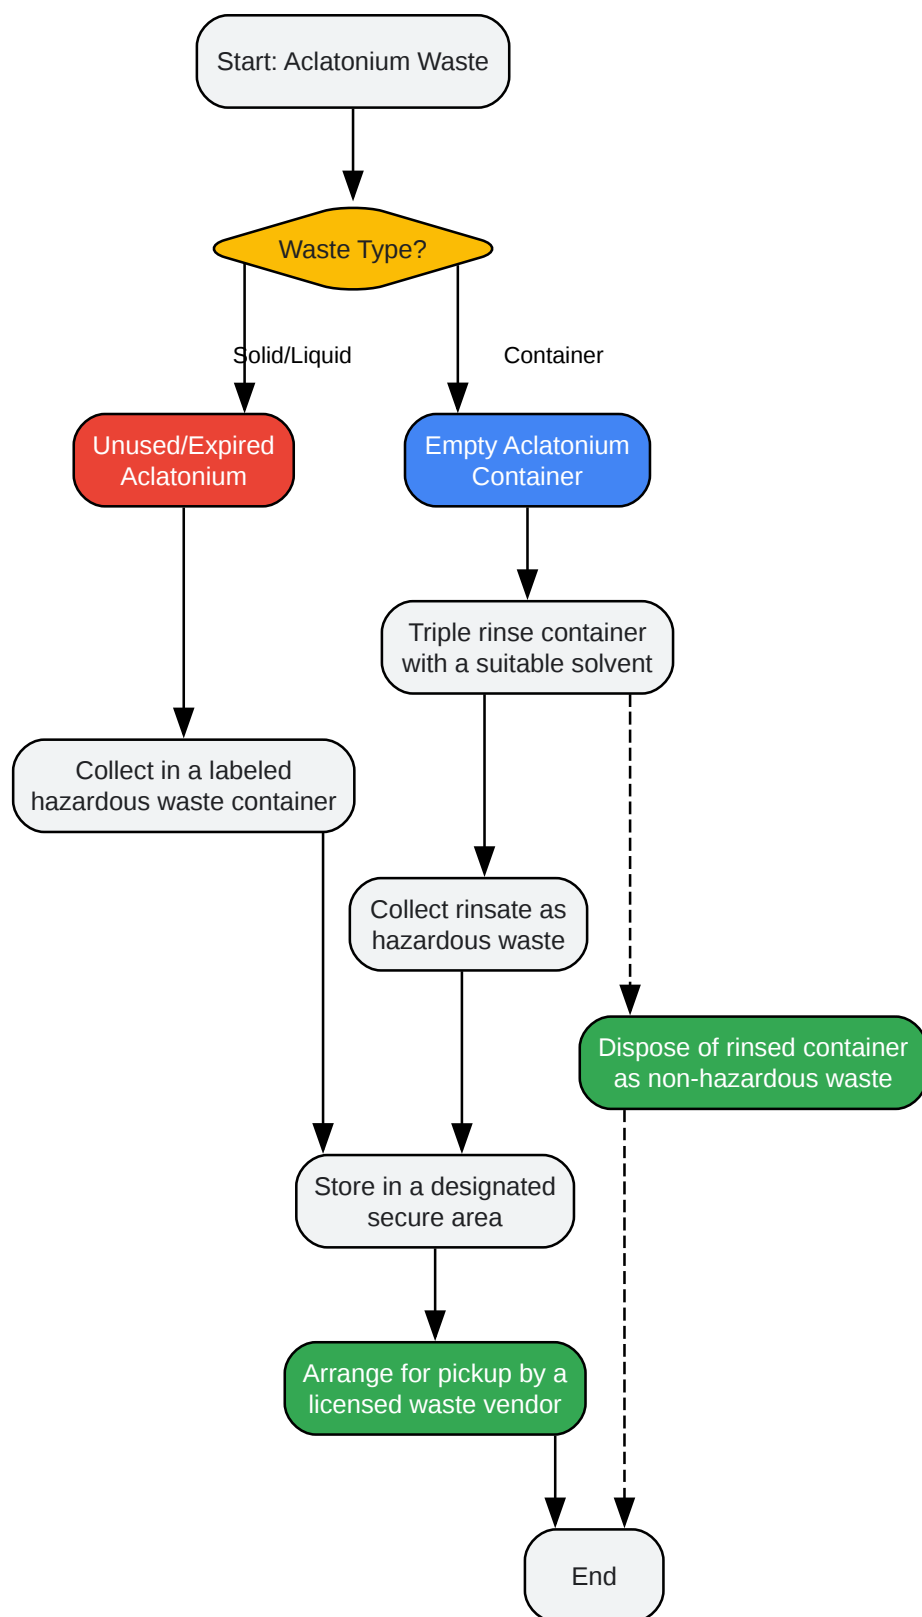 Start: Aclatonium Waste
Waste Type?
Solid/Liquid
Container
Unused/Expired
Aclatonium
Empty Aclatonium
Container
Triple rinse container
with a suitable solvent
Collect in a labeled
hazardous waste container
Collect rinsate as
hazardous waste
Dispose of rinsed container
as non-hazardous waste
Store in a designated
secure area
Arrange for pickup by a
licensed waste vendor
End